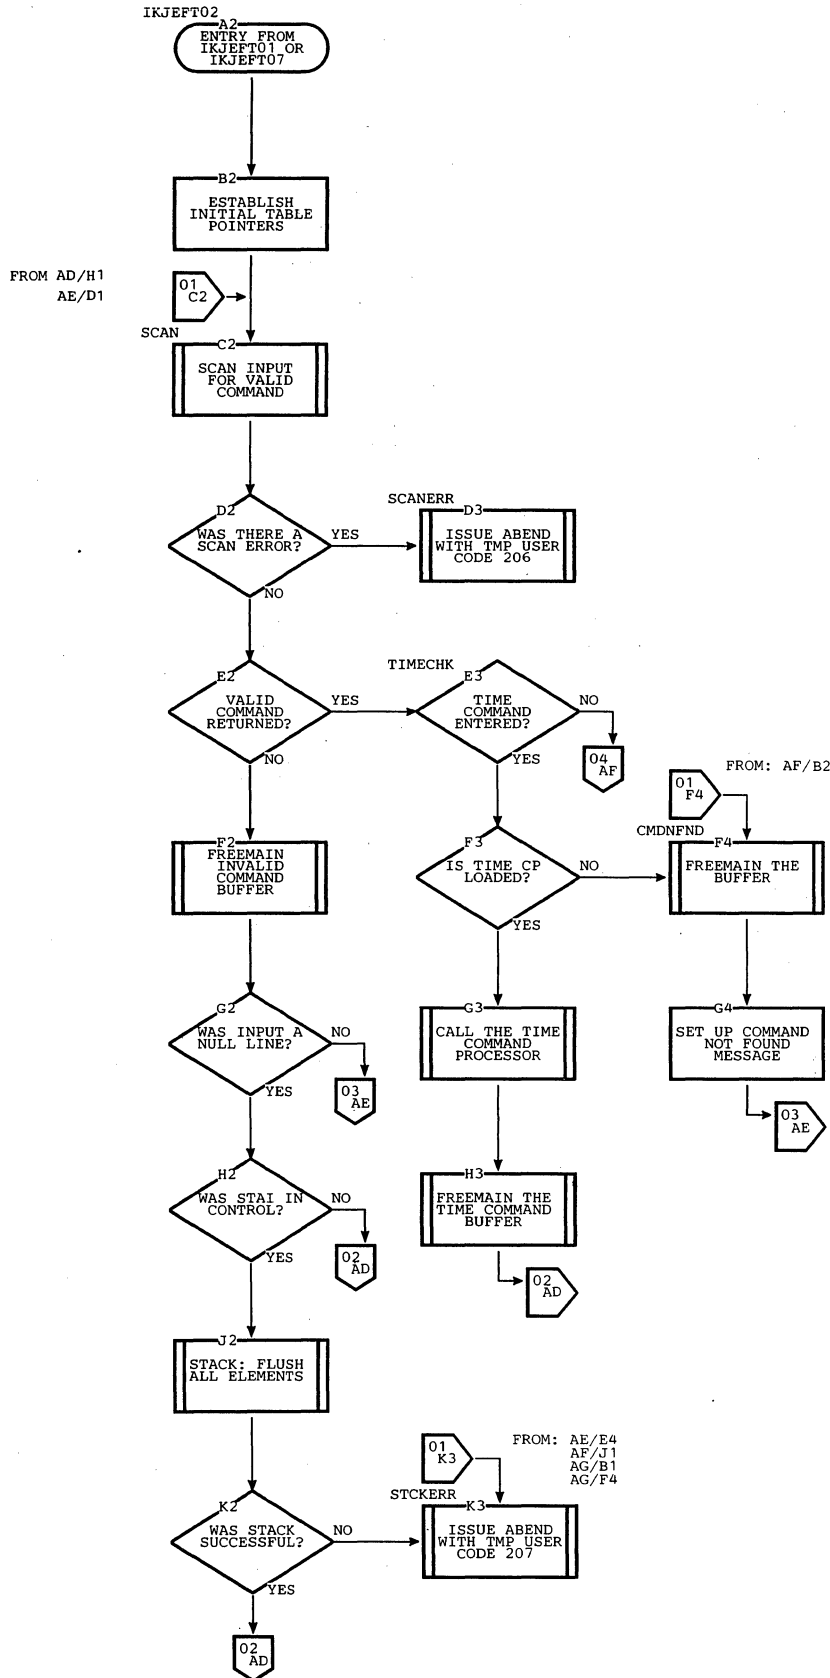 IKJEFT02
A2
ENTRY FROM
IKJEFT01 OR
IKJEFT07
B2
ESTABLISH
INITIAL TABLE
POINTERS
FROM AD/H1
AE/D1
01
C2
SCAN
C2
SCAN INPUT
FOR VALID
COMMAND
D2
WAS THERE A
SCAN ERROR?
YES
NO
SCANERR
D3
ISSUE ABEND
WITH TMP USER
CODE 206
E2
VALID
COMMAND
RETURNED?
YES
NO
TIMECHK
E3
TIME
COMMAND
ENTERED?
NO
YES
04
AF
FROM: AF/B2
01
F4
F2
FREEMAIN
INVALID
COMMAND
BUFFER
F3
IS TIME CP
LOADED?
NO
YES
CMDNFND
F4
FREEMAIN THE
BUFFER
G2
WAS INPUT A
NULL LINE?
NO
YES
03
AE
G3
CALL THE TIME
COMMAND
PROCESSOR
G4
SET UP COMMAND
NOT FOUND
MESSAGE
03
AE
H2
WAS STAI IN
CONTROL?
NO
YES
02
AD
H3
FREEMAIN THE
TIME COMMAND
BUFFER
02
AD
J2
STACK: FLUSH
ALL ELEMENTS
01
K3
FROM: AE/E4
AF/J1
AG/B1
AG/F4
K2
WAS STACK
SUCCESSFUL?
NO
YES
STCKERR
K3
ISSUE ABEND
WITH TMP USER
CODE 207
02
AD